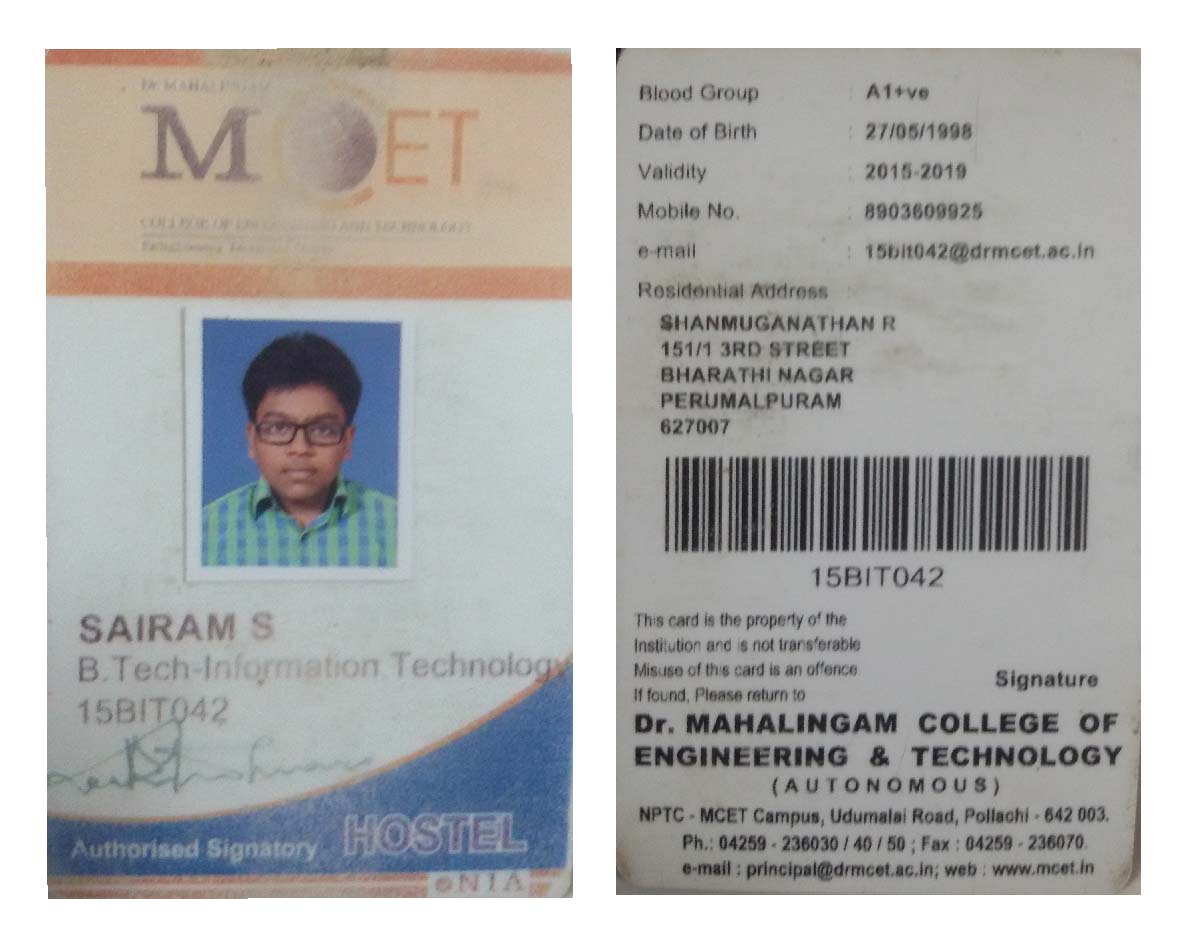 Dr. MAHALINGAM
MCET
COLLEGE OF ENGINEERING AND TECHNOLOGY
SAIRAM S
B.Tech-Information Technology
15BIT042
Authorised Signatory
HOSTEL
NIA
Blood Group : A1+ve
Date of Birth : 27/05/1998
Validity : 2015-2019
Mobile No. : 8903609925
e-mail : 15bit042@drmcet.ac.in
Residential Address :
SHANMUGANATHAN R
151/1 3RD STREET
BHARATHI NAGAR
PERUMALPURAM
627007
15BIT042
This card is the property of the
Institution and is not transferable
Misuse of this card is an offence
If found, Please return to
Signature
Dr. MAHALINGAM COLLEGE OF
ENGINEERING & TECHNOLOGY
(AUTONOMOUS)
NPTC - MCET Campus, Udumalai Road, Pollachi - 642 003.
Ph.: 04259 - 236030 / 40 / 50 ; Fax : 04259 - 236070.
e-mail : principal@drmcet.ac.in; web : www.mcet.in